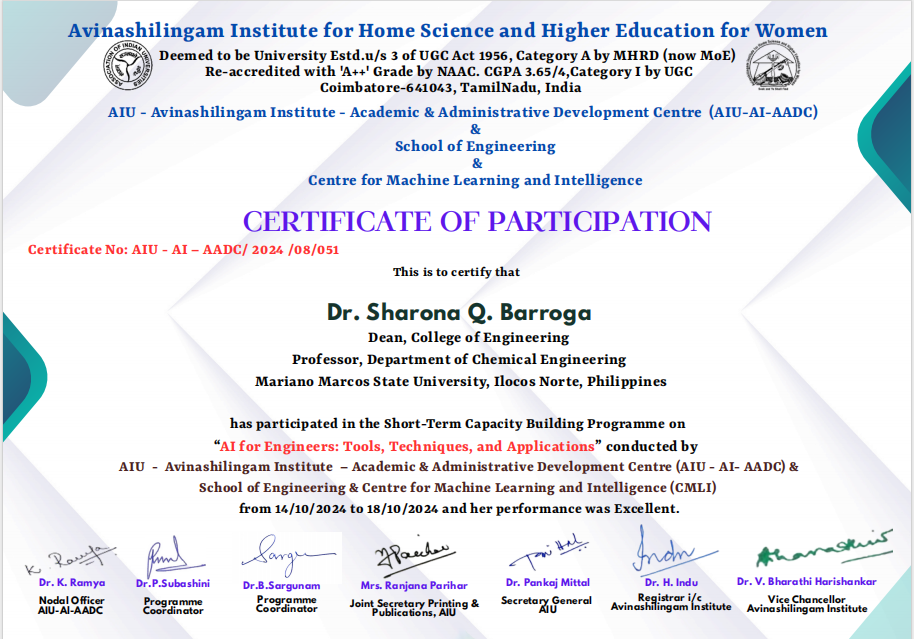 Avinashilingam Institute for Home Science and Higher Education for Women
Deemed to be University Estd.u/s 3 of UGC Act 1956, Category A by MHRD (now MoE)
Re-accredited with 'A++' Grade by NAAC. CGPA 3.65/4,Category I by UGC
Coimbatore-641043, TamilNadu, India
ASSOCIATION OF INDIAN UNIVERSITIES
AIU - Avinashilingam Institute - Academic & Administrative Development Centre (AIU-AI-AADC)
&
School of Engineering
&
Centre for Machine Learning and Intelligence
CERTIFICATE OF PARTICIPATION
Certificate No: AIU - AI – AADC/ 2024 /08/051
This is to certify that
Dr. Sharona Q. Barroga
Dean, College of Engineering
Professor, Department of Chemical Engineering
Mariano Marcos State University, Ilocos Norte, Philippines
has participated in the Short-Term Capacity Building Programme on
“AI for Engineers: Tools, Techniques, and Applications” conducted by
AIU - Avinashilingam Institute – Academic & Administrative Development Centre (AIU - AI- AADC) &
School of Engineering & Centre for Machine Learning and Intelligence (CMLI)
from 14/10/2024 to 18/10/2024 and her performance was Excellent.
K. Ramya
Dr. K. Ramya
Nodal Officer
AIU-AI-AADC
Dr.P.Subashini
Programme
Coordinator
Dr.B.Sargunam
Programme
Coordinator
Mrs. Ranjana Parihar
Joint Secretary Printing &
Publications, AIU
Dr. Pankaj Mittal
Secretary General
AIU
Dr. H. Indu
Registrar i/c
Avinashilingam Institute
Dr. V. Bharathi Harishankar
Vice Chancellor
Avinashilingam Institute